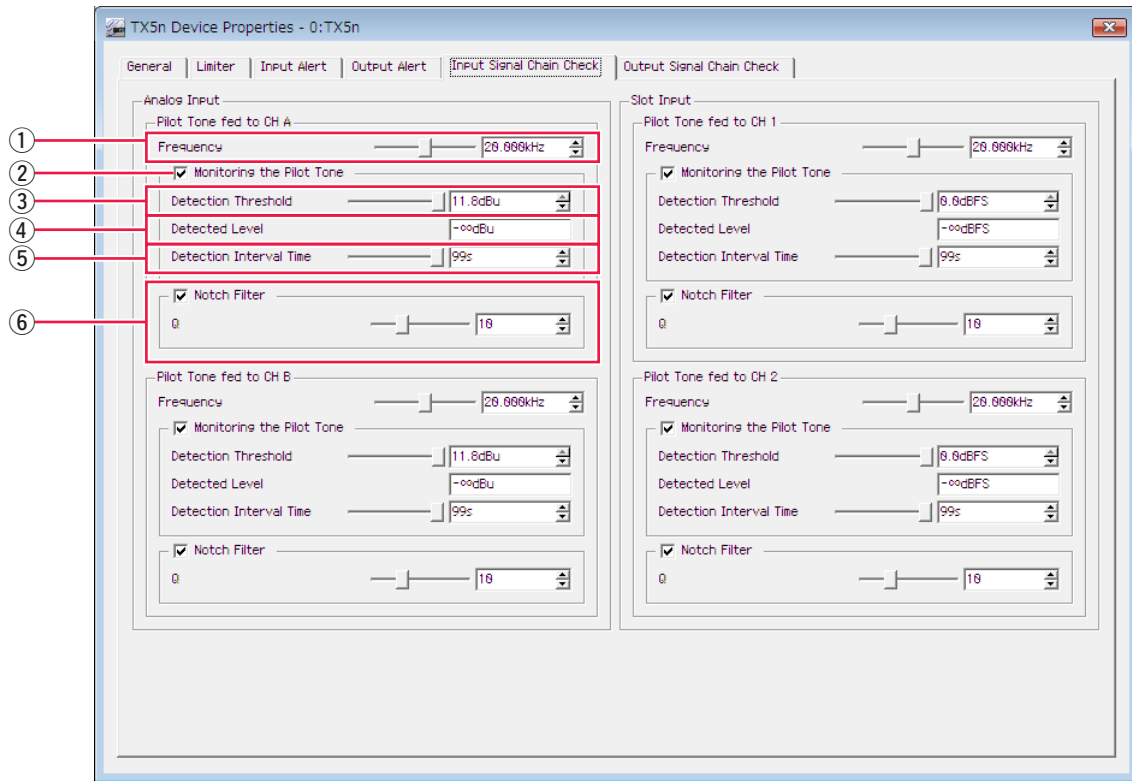 TX5n Device Properties - 0:TX5n
General Limiter Input Alert Output Alert Input Signal Chain Check Output Signal Chain Check
Analog Input
Pilot Tone fed to CH A
① Frequency 20.000kHz
② Monitoring the Pilot Tone
③ Detection Threshold 11.8dBu
④ Detected Level -∞dBu
⑤ Detection Interval Time 99s
⑥ Notch Filter
Q 10
Pilot Tone fed to CH B
Frequency 20.000kHz
Monitoring the Pilot Tone
Detection Threshold 11.8dBu
Detected Level -∞dBu
Detection Interval Time 99s
Notch Filter
Q 10
Slot Input
Pilot Tone fed to CH 1
Frequency 20.000kHz
Monitoring the Pilot Tone
Detection Threshold 0.0dBFS
Detected Level -∞dBFS
Detection Interval Time 99s
Notch Filter
Q 10
Pilot Tone fed to CH 2
Frequency 20.000kHz
Monitoring the Pilot Tone
Detection Threshold 0.0dBFS
Detected Level -∞dBFS
Detection Interval Time 99s
Notch Filter
Q 10